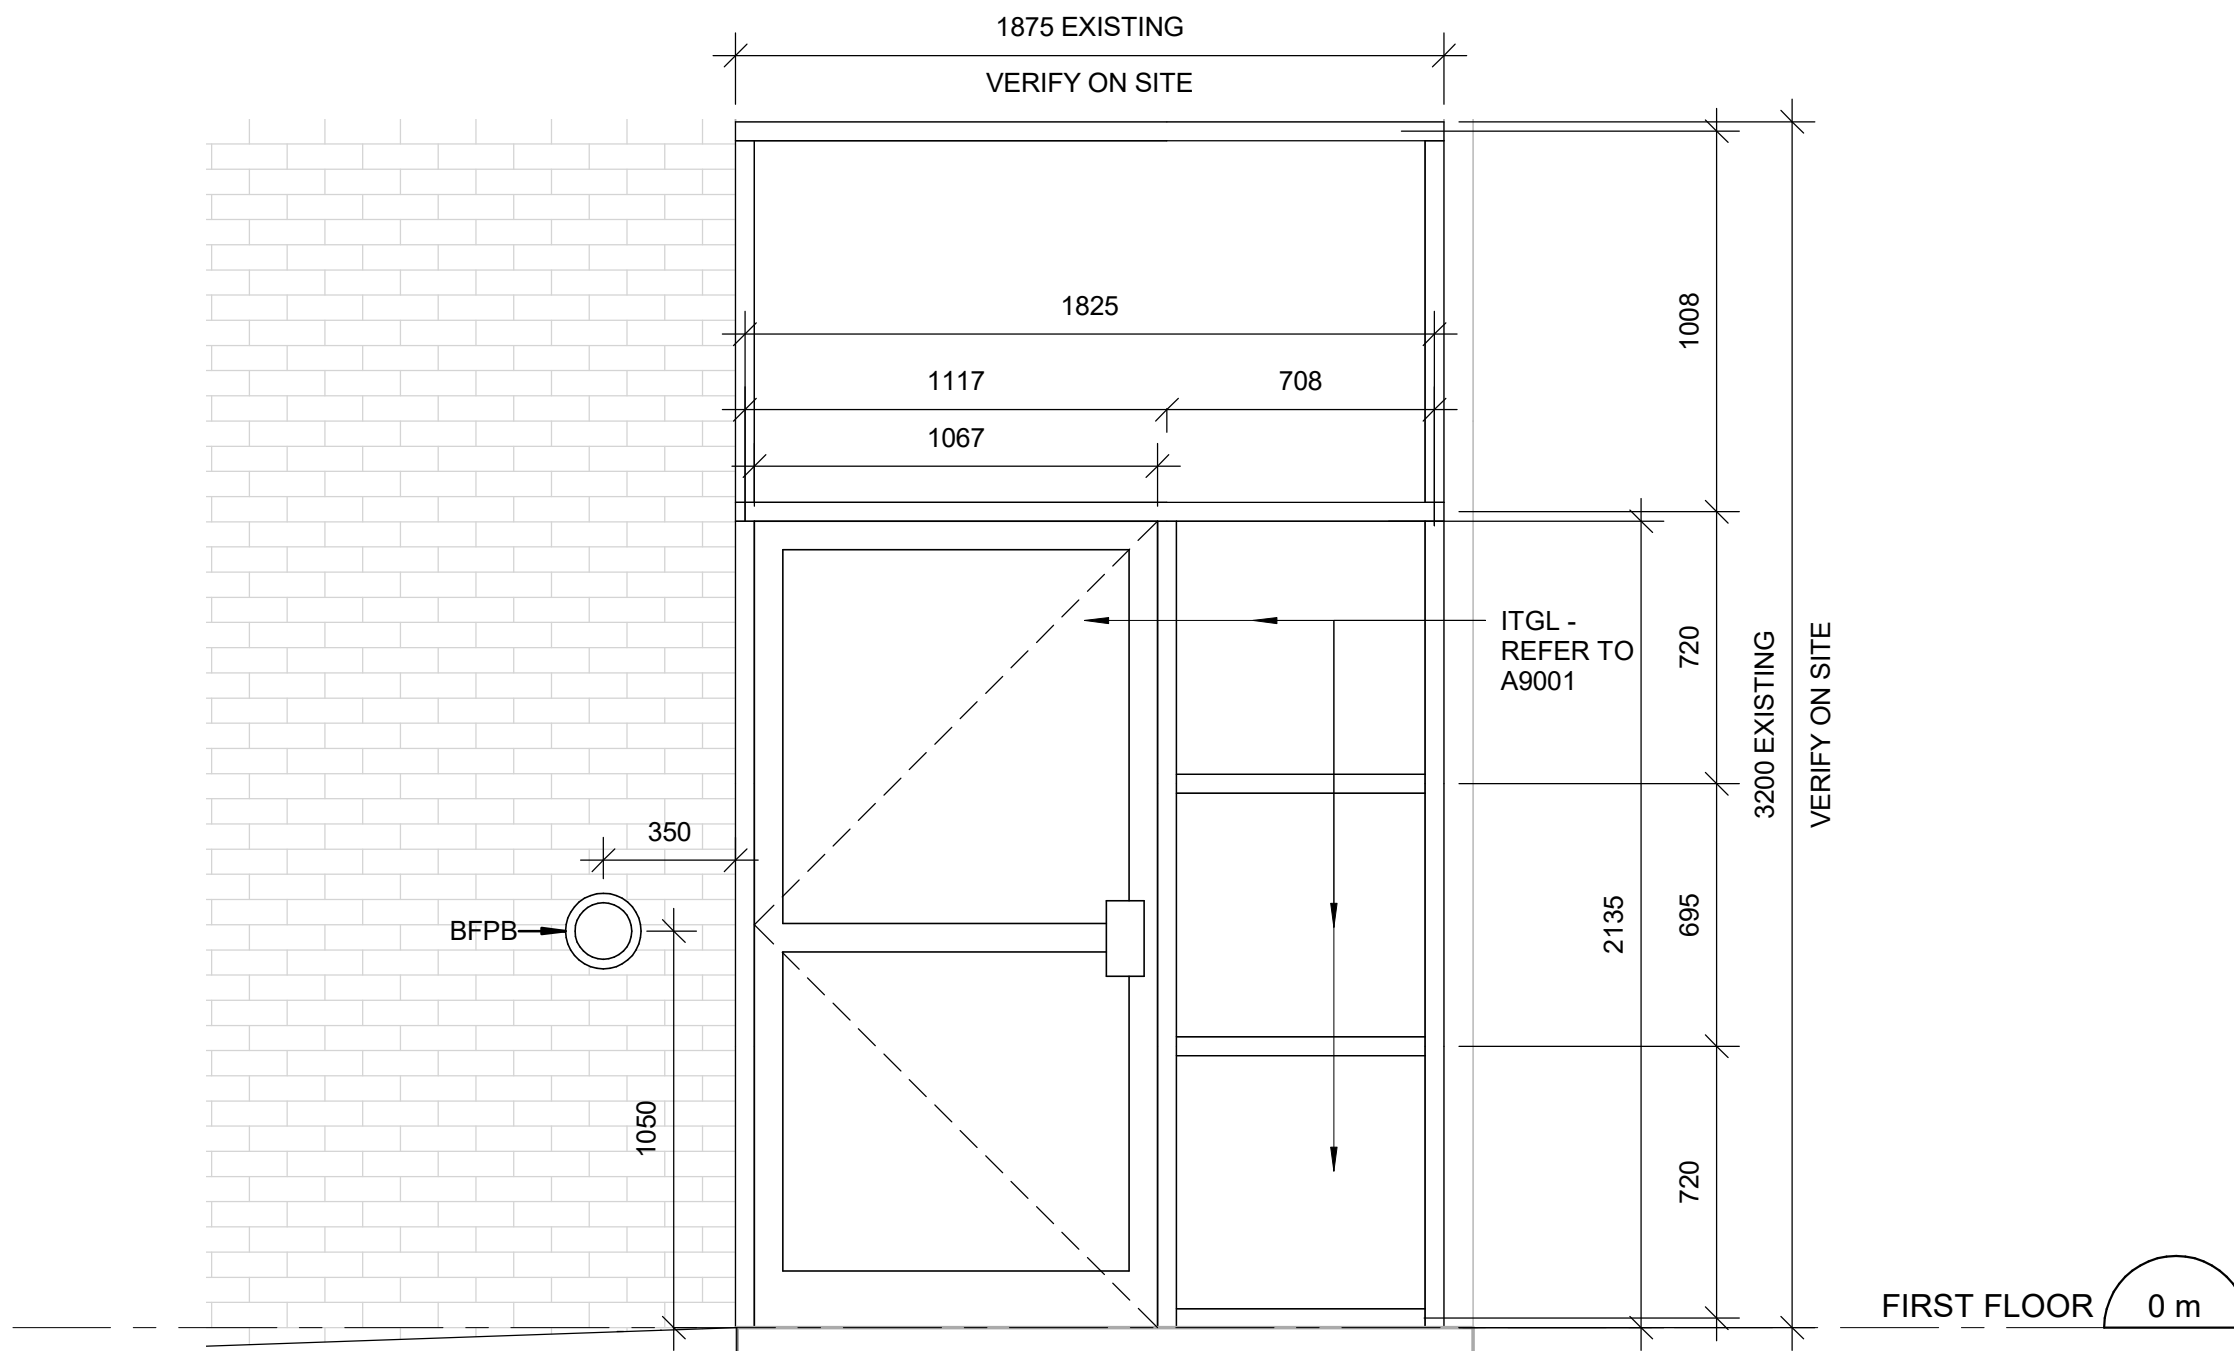 1875 EXISTING
VERIFY ON SITE
1825
1117
708
1067
1008
ITGL -
REFER TO
A9001
720
3200 EXISTING
VERIFY ON SITE
350
BFPB
2135
695
1050
720
FIRST FLOOR
0 m